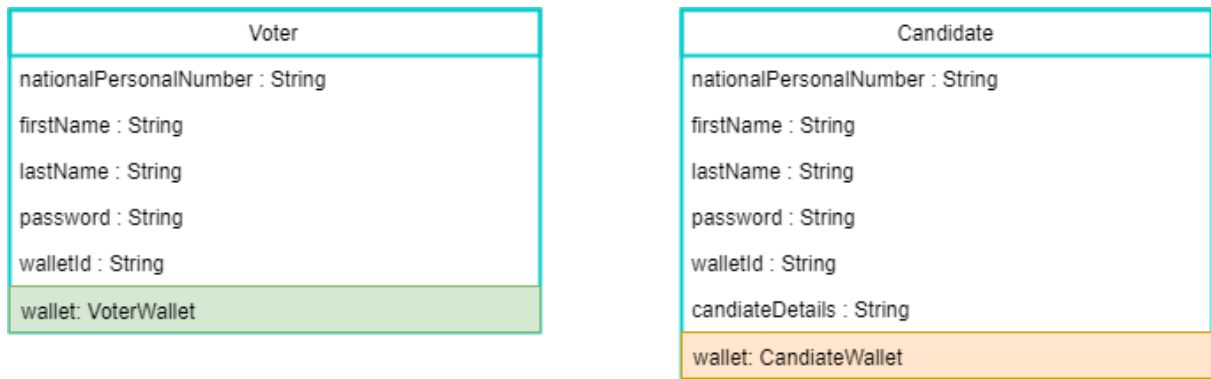 Voter
nationalPersonalNumber : String
firstName : String
lastName : String
password : String
walletId : String
wallet: VoterWallet
Candidate
nationalPersonalNumber : String
firstName : String
lastName : String
password : String
walletId : String
candiateDetails : String
wallet: CandiateWallet